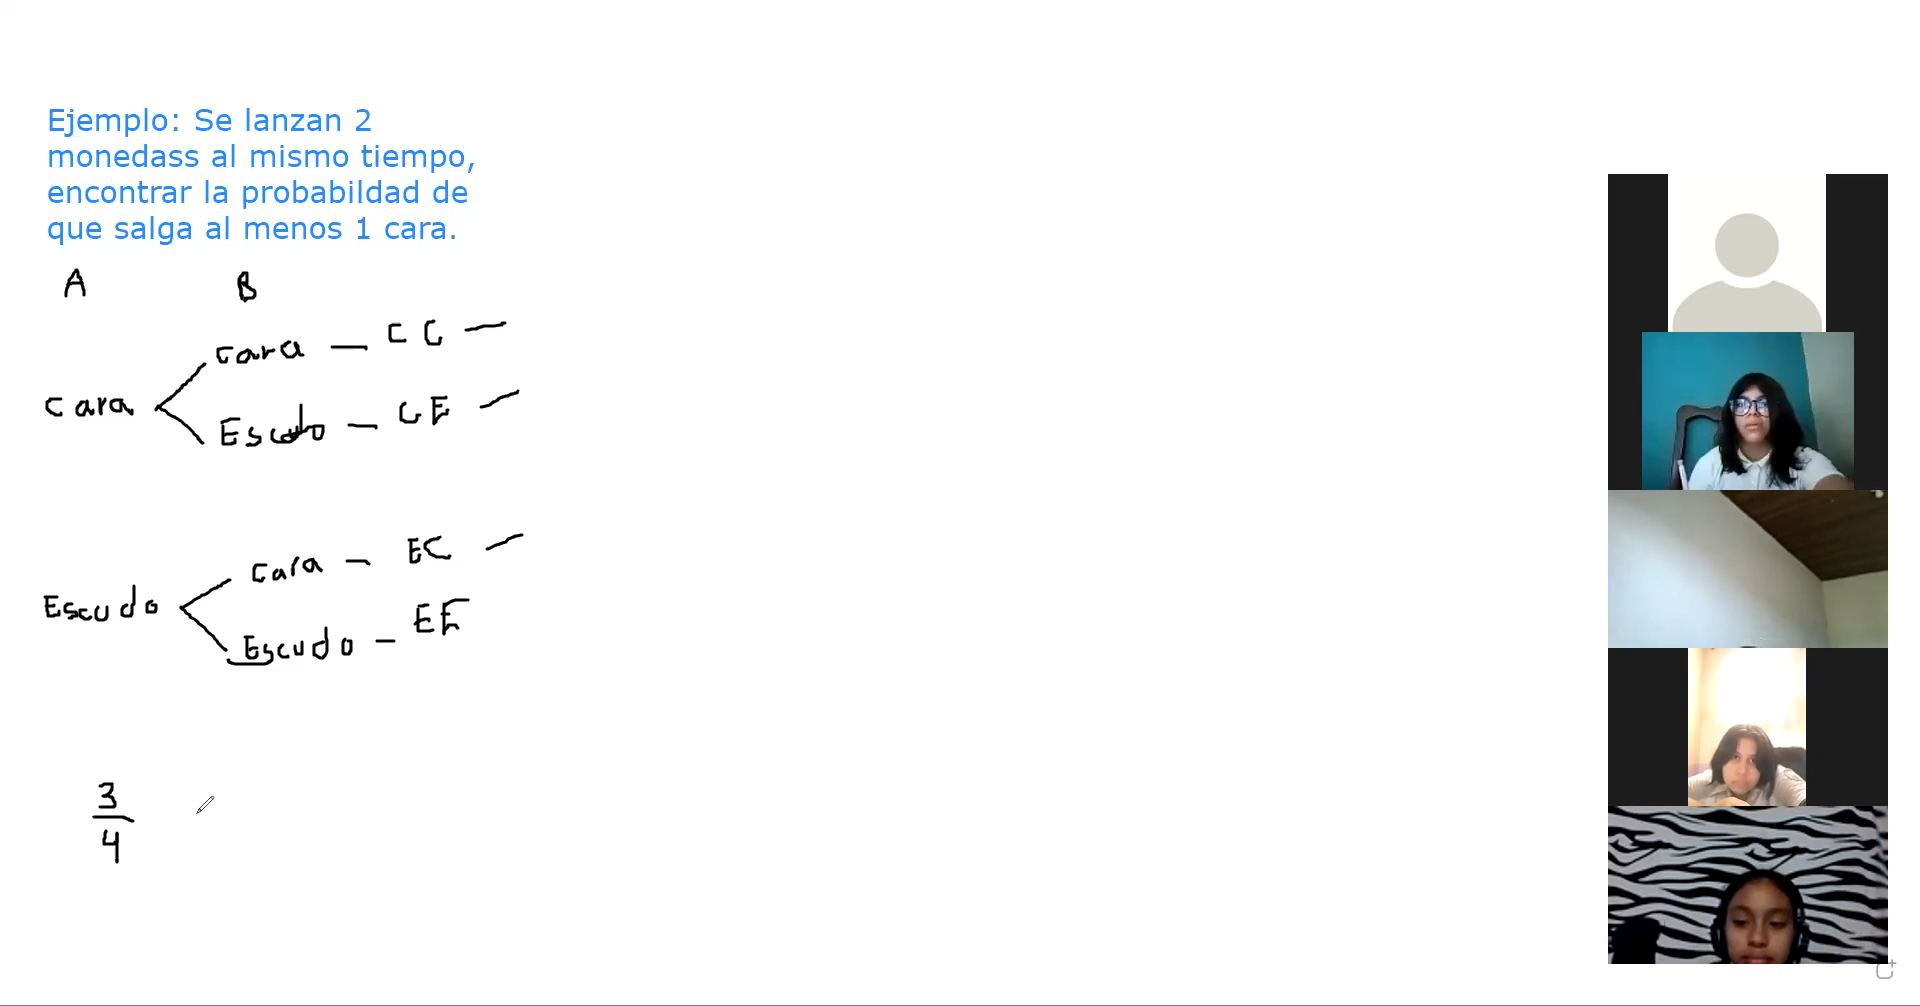 Ejemplo: Se lanzan 2
monedass al mismo tiempo,
encontrar la probabildad de
que salga al menos 1 cara.
A B
cara — CC —
cara
Escudo — CE —
cara — EC —
Escudo
Escudo — EE
3
4